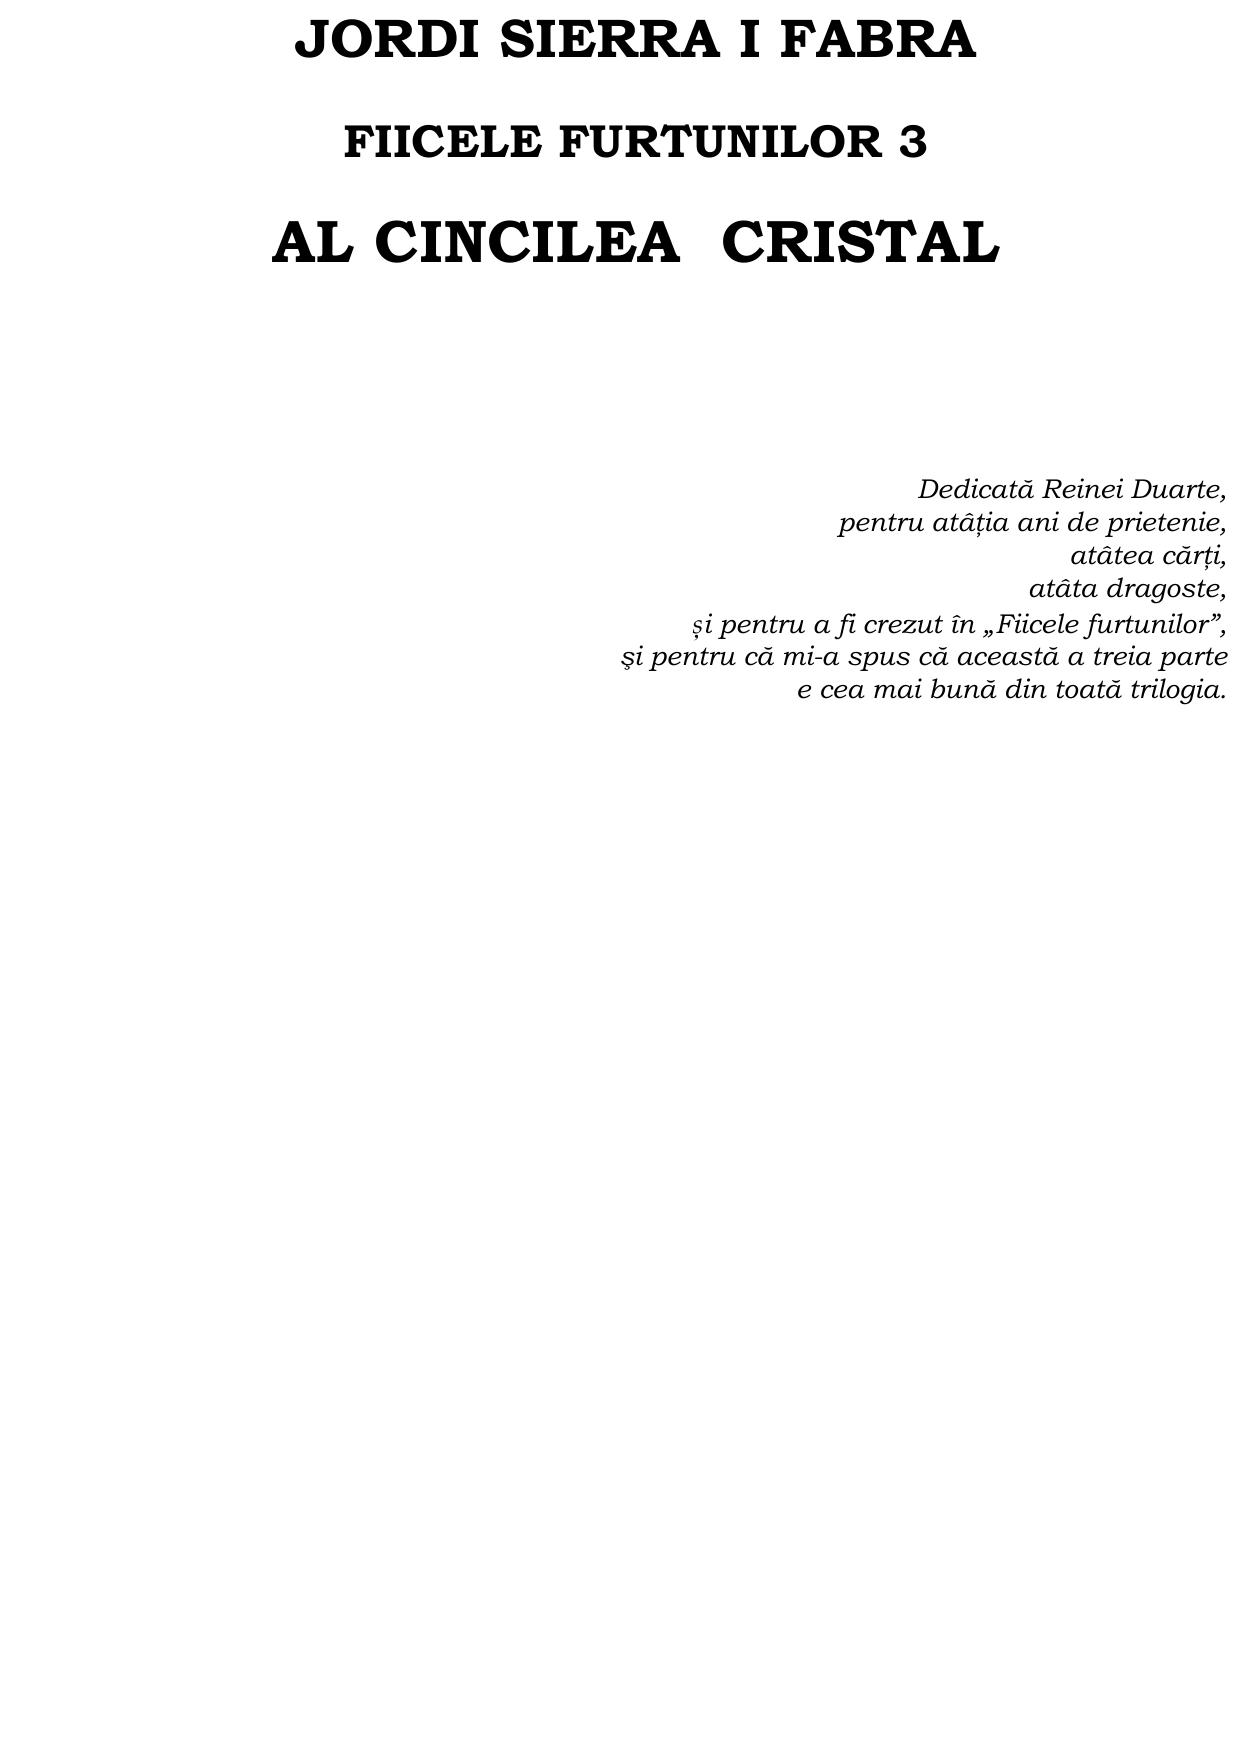 JORDI SIERRA I FABRA
FIICELE FURTUNILOR 3
AL CINCILEA  CRISTAL
Dedicată Reinei Duarte,
pentru atâția ani de prietenie,
atâtea cărți,
atâta dragoste,
și pentru a fi crezut în „Fiicele furtunilor”,
şi pentru că mi-a spus că această a treia parte
e cea mai bună din toată trilogia.